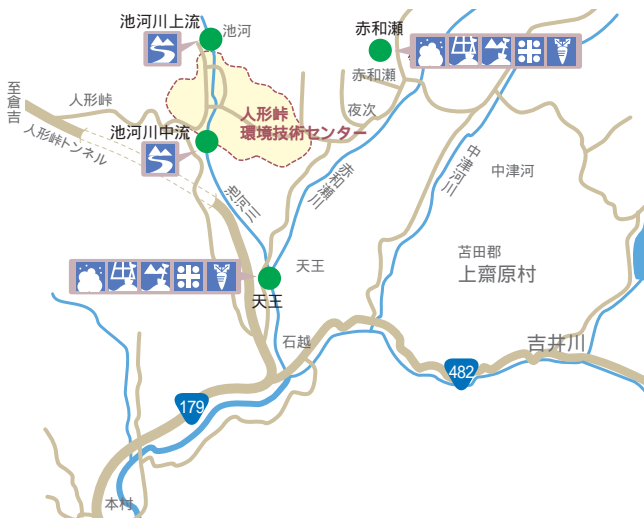 池河川上流
池河
赤和瀬
赤和瀬
至倉吉
人形峠
人形峠トンネル
池河川中流
人形峠
環境技術センター
夜次
池河川
赤和瀬川
中津河川
中津河
苫田郡
上齋原村
天王
天王
石越
吉井川
482
179
本村